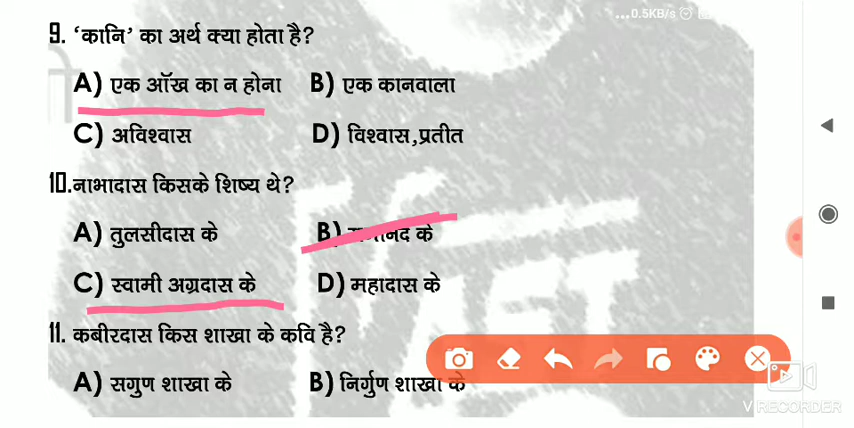 ...0.5KB/s
9. ‘कानि’ का अर्थ क्या होता है?
A) एक ऑख का न होना B) एक कानवाला
C) अविश्वास D) विश्वास,प्रतीत
10.नाभादास किसके शिष्य थे?
A) तुलसीदास के B) के
C) स्वामी अग्रदास के D) महादास के
11. कबीरदास किस शाखा के कवि है?
A) सगुण शाखा के B) निर्गुण शाखा के
V RECORDER